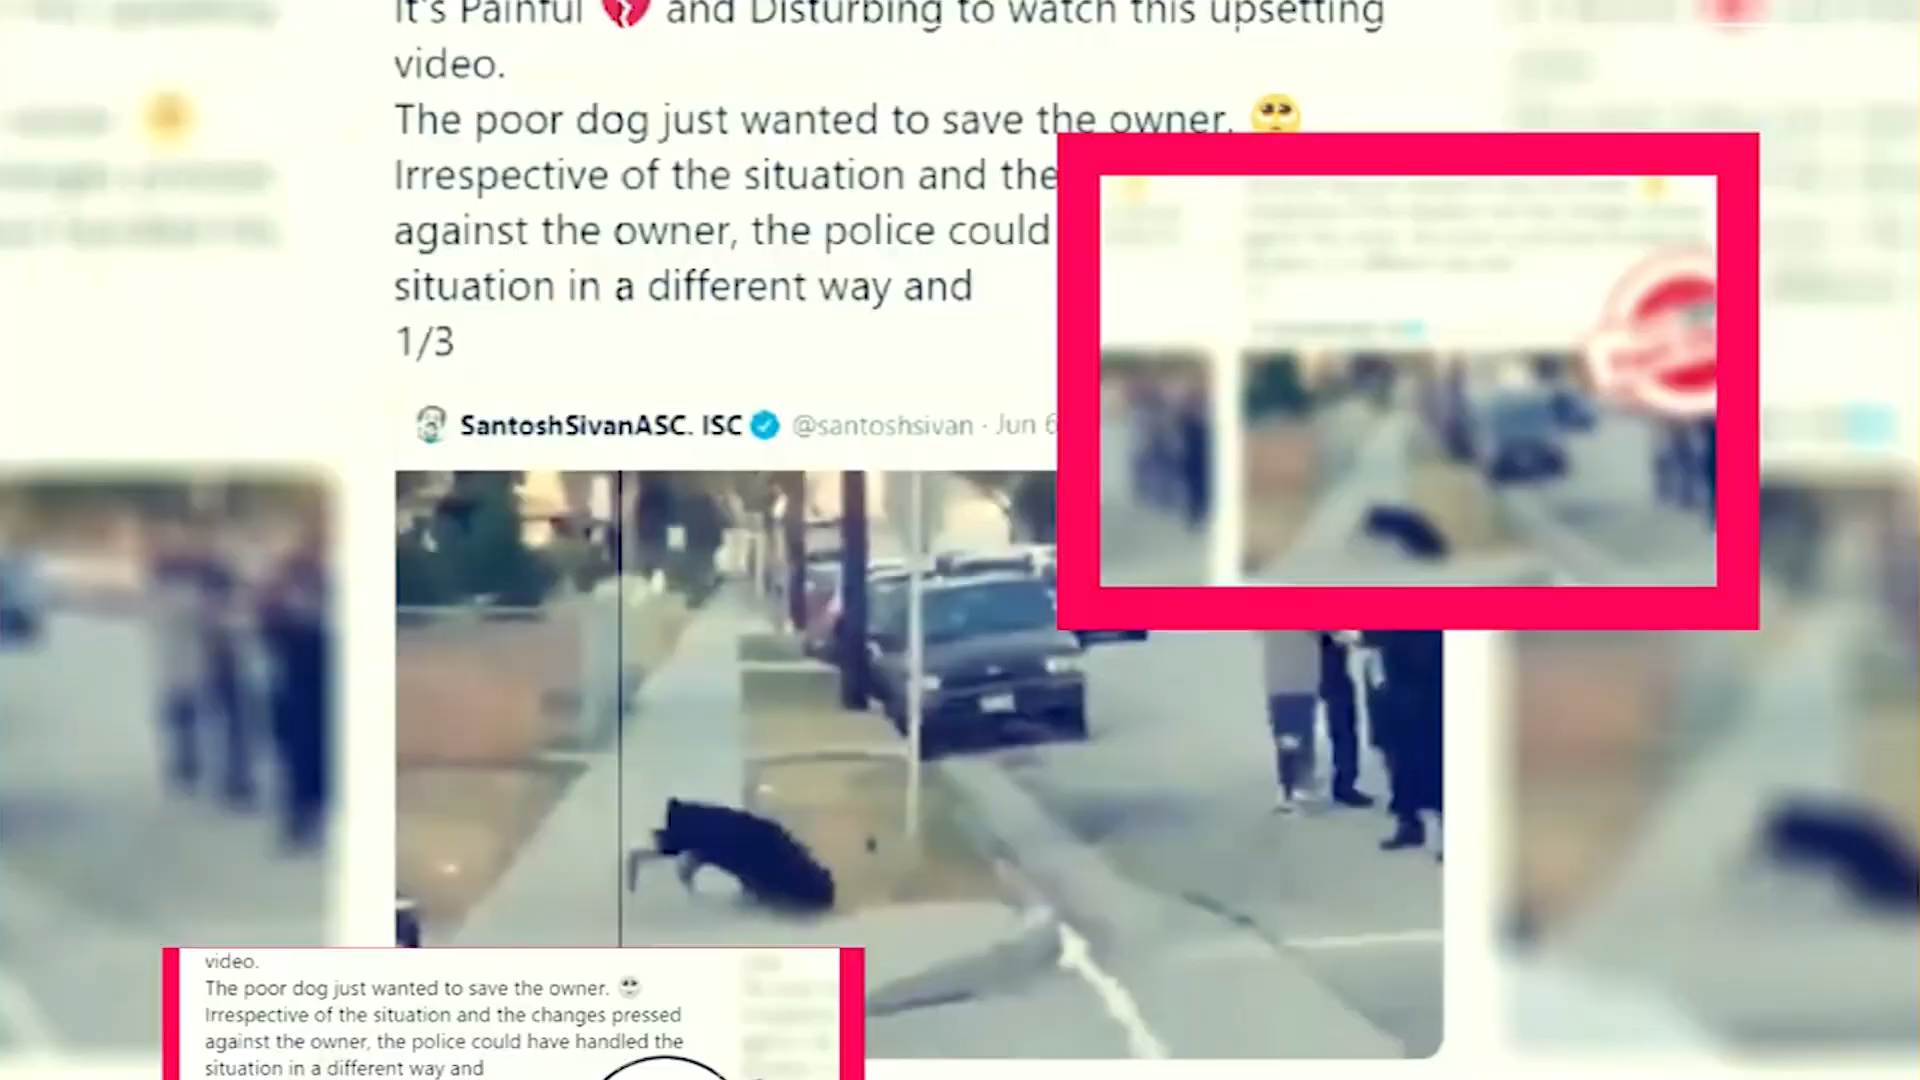 It's Painful 💔 and Disturbing to watch this upsetting
video.
The poor dog just wanted to save the owner. 🥺
Irrespective of the situation and the
against the owner, the police could
situation in a different way and
1/3
SantoshSivanASC. ISC @santoshsivan · Jun 6
video.
The poor dog just wanted to save the owner. 🥺
Irrespective of the situation and the changes pressed
against the owner, the police could have handled the
situation in a different way and